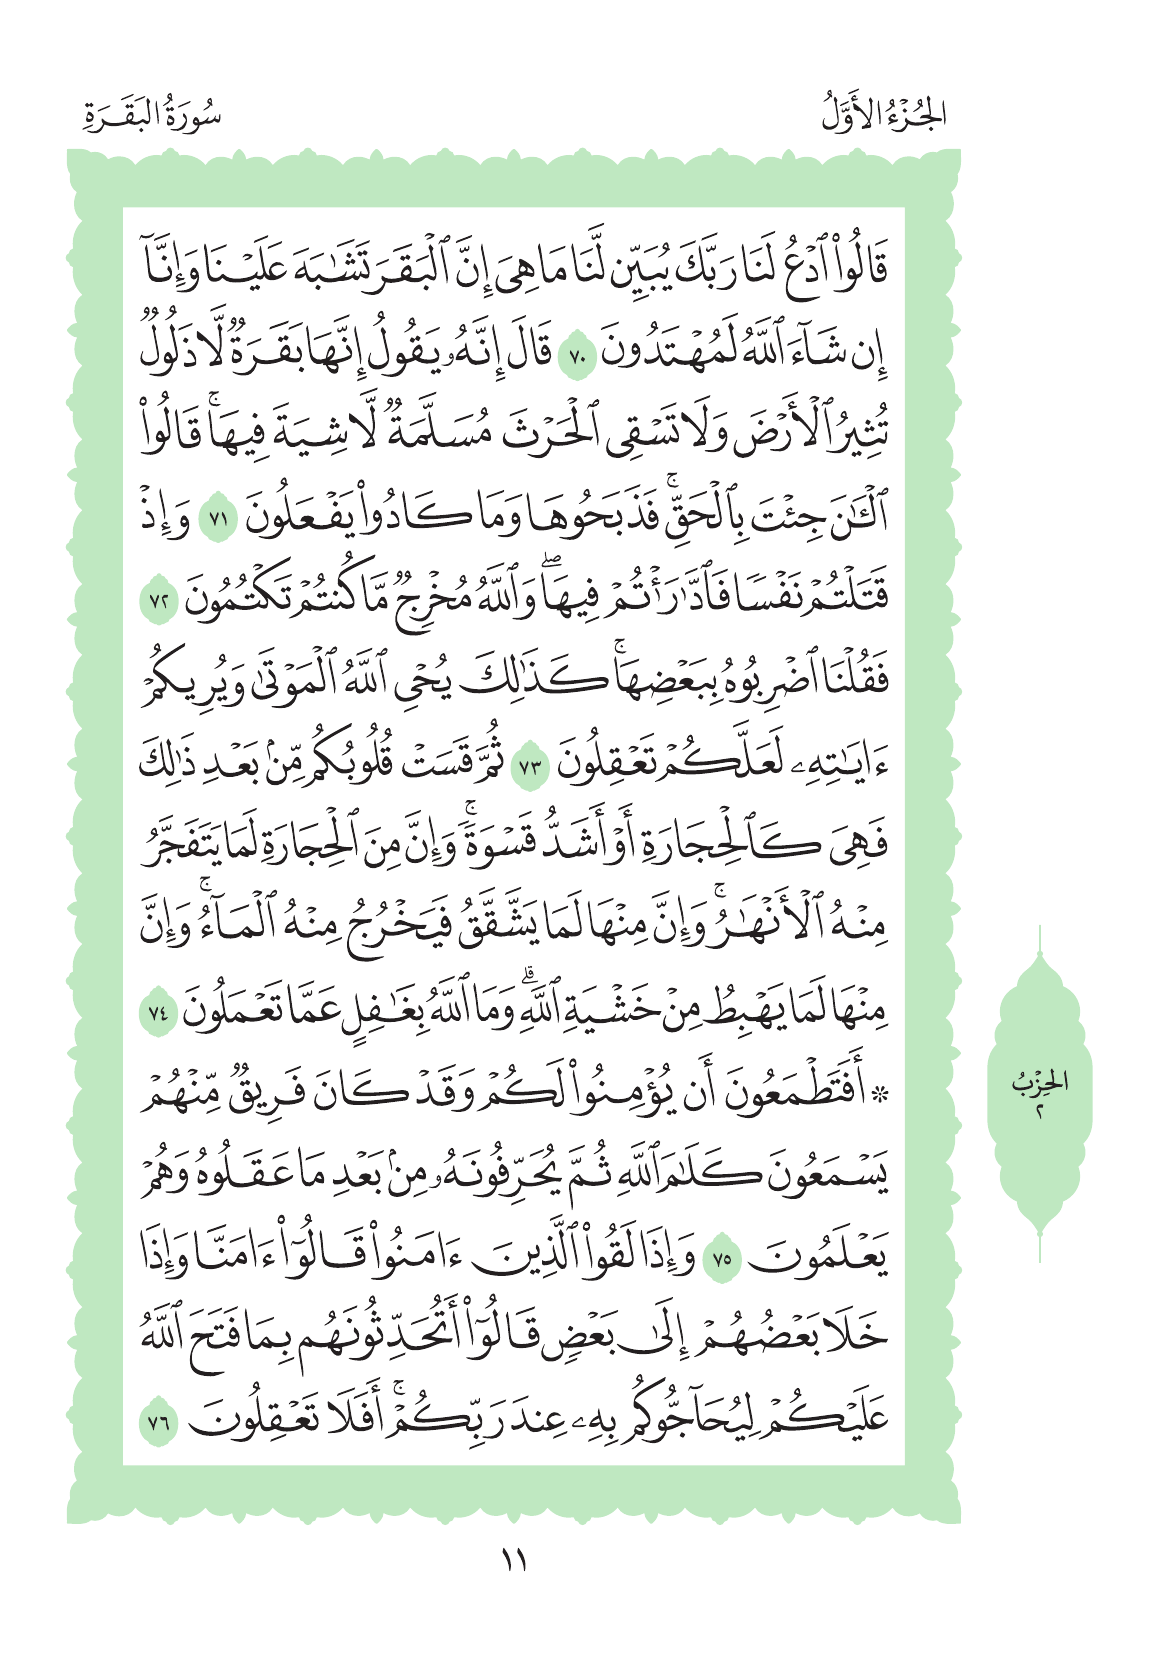 الجُزْءُ الأَوَّلُ
سُورَةُ البَقَرَةِ
قَالُوا۟ ٱدْعُ لَنَا رَبَّكَ يُبَيِّن لَّنَا مَا هِىَ إِنَّ ٱلْبَقَرَ تَشَـٰبَهَ عَلَيْنَا وَإِنَّآ
إِن شَآءَ ٱللَّهُ لَمُهْتَدُونَ ٧٠ قَالَ إِنَّهُۥ يَقُولُ إِنَّهَا بَقَرَةٌ لَّا ذَلُولٌ
تُثِيرُ ٱلْأَرْضَ وَلَا تَسْقِى ٱلْحَرْثَ مُسَلَّمَةٌ لَّا شِيَةَ فِيهَا ۚ قَالُوا۟
ٱلْـَٔـٰنَ جِئْتَ بِٱلْحَقِّ ۚ فَذَبَحُوهَا وَمَا كَادُوا۟ يَفْعَلُونَ ٧١ وَإِذْ
قَتَلْتُمْ نَفْسًا فَٱدَّٰرَْٰٔتُمْ فِيهَا ۖ وَٱللَّهُ مُخْرِجٌ مَّا كُنتُمْ تَكْتُمُونَ ٧٢
فَقُلْنَا ٱضْرِبُوهُ بِبَعْضِهَا ۚ كَذَٰلِكَ يُحْىِ ٱللَّهُ ٱلْمَوْتَىٰ وَيُرِيكُمْ
ءَايَـٰتِهِۦ لَعَلَّكُمْ تَعْقِلُونَ ٧٣ ثُمَّ قَسَتْ قُلُوبُكُم مِّنۢ بَعْدِ ذَٰلِكَ
فَهِىَ كَٱلْحِجَارَةِ أَوْ أَشَدُّ قَسْوَةً ۚ وَإِنَّ مِنَ ٱلْحِجَارَةِ لَمَا يَتَفَجَّرُ
مِنْهُ ٱلْأَنْهَـٰرُ ۚ وَإِنَّ مِنْهَا لَمَا يَشَّقَّقُ فَيَخْرُجُ مِنْهُ ٱلْمَآءُ ۚ وَإِنَّ
مِنْهَا لَمَا يَهْبِطُ مِنْ خَشْيَةِ ٱللَّهِ ۗ وَمَا ٱللَّهُ بِغَـٰفِلٍ عَمَّا تَعْمَلُونَ ٧٤
۞ أَفَتَطْمَعُونَ أَن يُؤْمِنُوا۟ لَكُمْ وَقَدْ كَانَ فَرِيقٌ مِّنْهُمْ
يَسْمَعُونَ كَلَـٰمَ ٱللَّهِ ثُمَّ يُحَرِّفُونَهُۥ مِنۢ بَعْدِ مَا عَقَلُوهُ وَهُمْ
يَعْلَمُونَ ٧٥ وَإِذَا لَقُوا۟ ٱلَّذِينَ ءَامَنُوا۟ قَالُوٓا۟ ءَامَنَّا وَإِذَا
خَلَا بَعْضُهُمْ إِلَىٰ بَعْضٍ قَالُوٓا۟ أَتُحَدِّثُونَهُم بِمَا فَتَحَ ٱللَّهُ
عَلَيْكُمْ لِيُحَآجُّوكُم بِهِۦ عِندَ رَبِّكُمْ ۚ أَفَلَا تَعْقِلُونَ ٧٦
الحِزْبُ
٢
١١